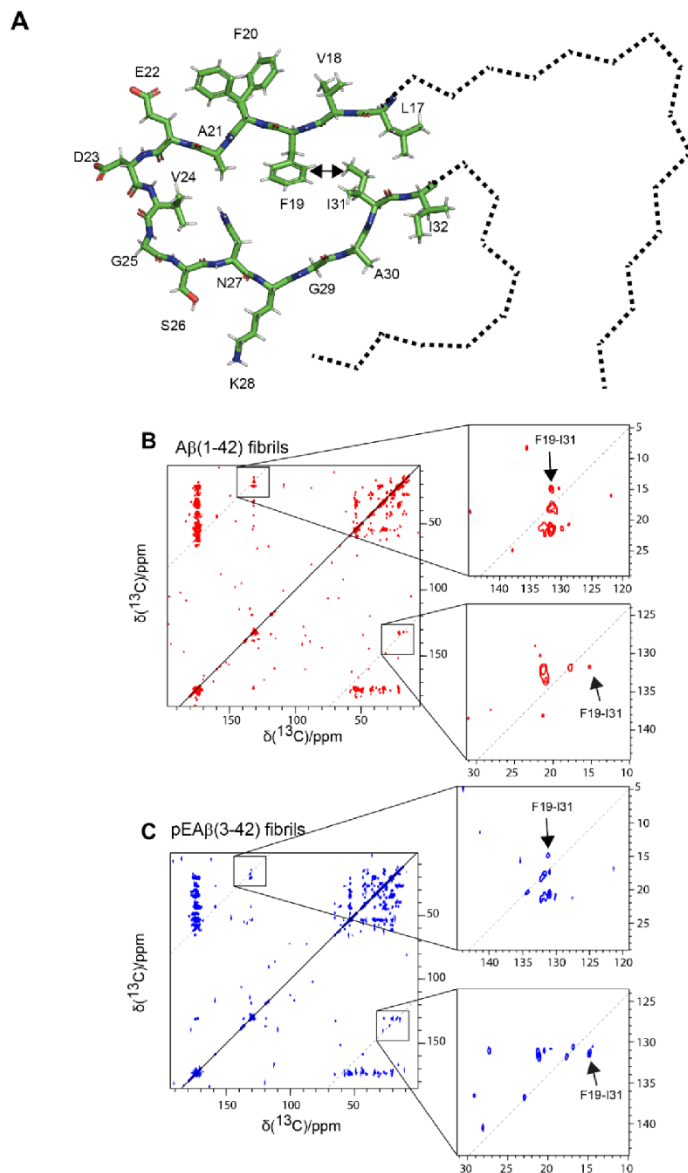 A
F20
V18
E22
L17
A21
D23
V24
F19
I31
I32
G25
N27
G29
A30
S26
K28
B
Aβ(1-42) fibrils
F19-I31
5
10
15
20
25
140 135 130 125 120
50
100
150
δ(¹³C)/ppm
150 100 50
δ(¹³C)/ppm
125
130
135
140
F19-I31
30 25 20 15 10
C
pEAβ(3-42) fibrils
F19-I31
5
10
15
20
25
140 135 130 125 120
50
100
150
δ(¹³C)/ppm
150 100 50
δ(¹³C)/ppm
125
130
135
140
F19-I31
30 25 20 15 10